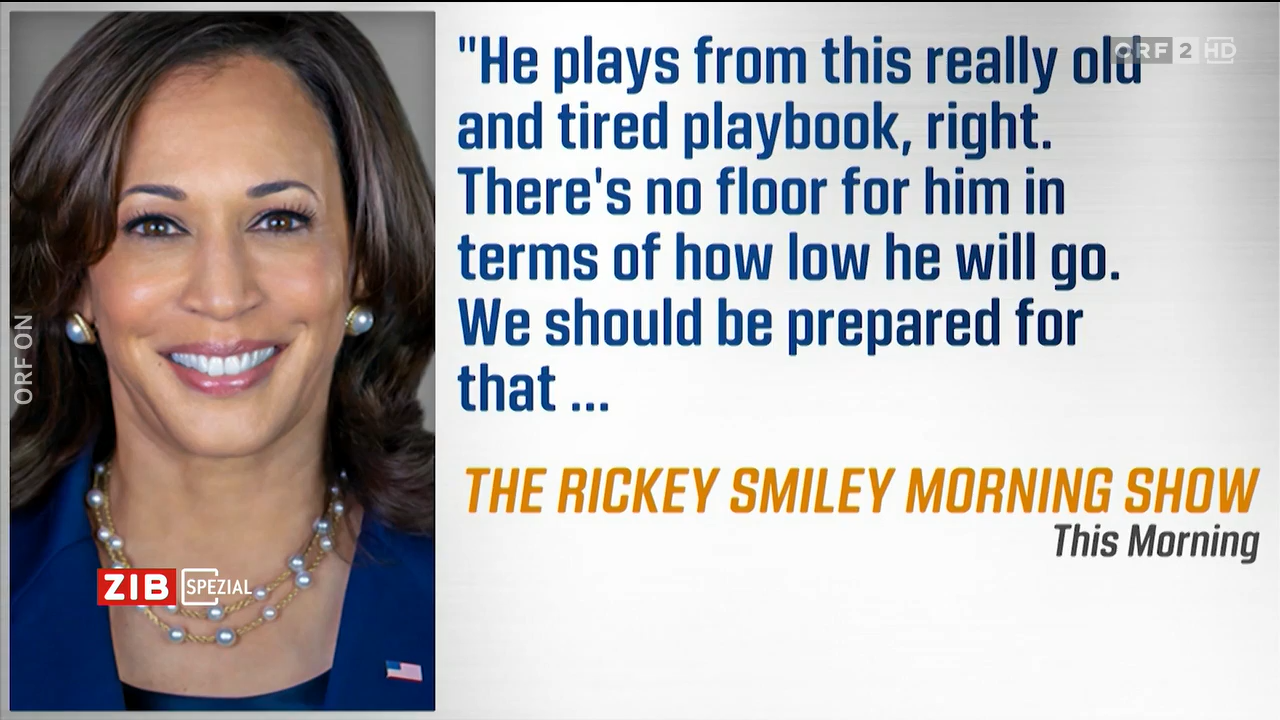 "He plays from this really old
and tired playbook, right.
There's no floor for him in
terms of how low he will go.
We should be prepared for
that ...
THE RICKEY SMILEY MORNING SHOW
This Morning
ORF 2 HD
ORF ON
ZIB SPEZIAL